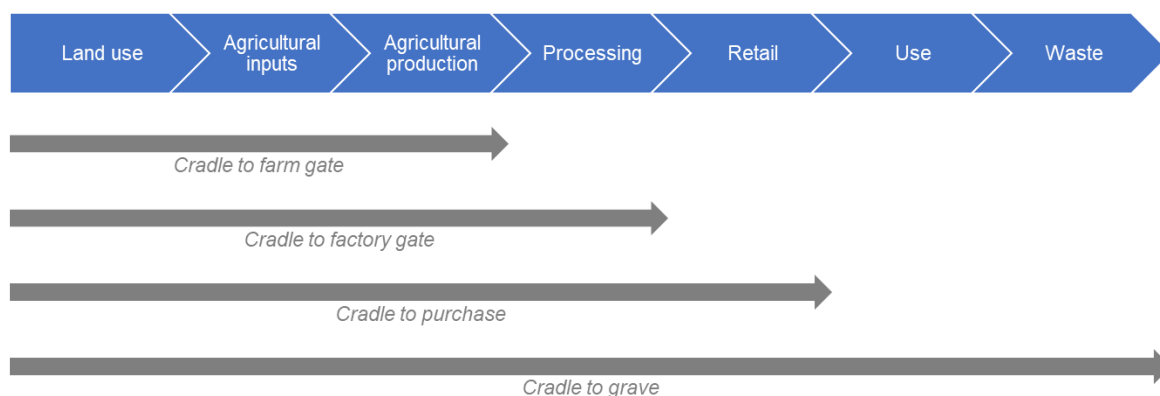 Land use
Agricultural
inputs
Agricultural
production
Processing
Retail
Use
Waste
Cradle to farm gate
Cradle to factory gate
Cradle to purchase
Cradle to grave